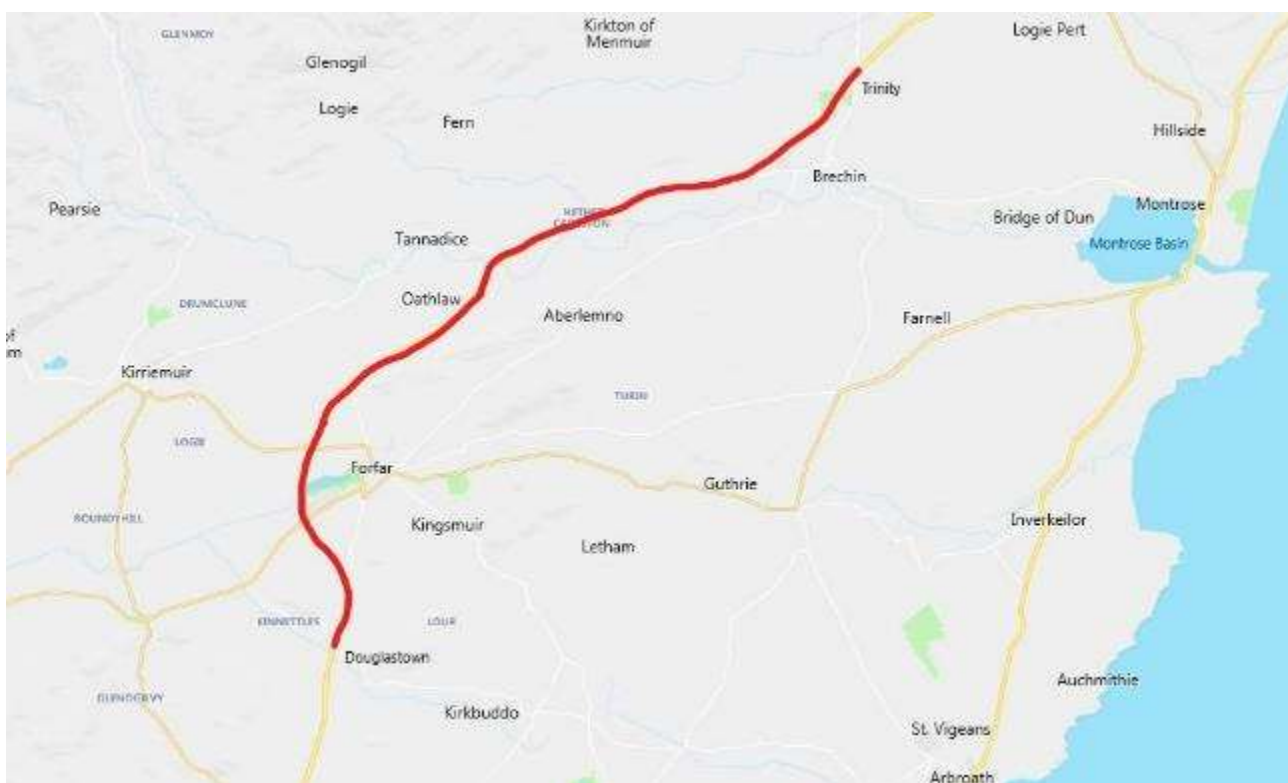 Kirkton of
Menmuir
Logie Pert
GLENMOY
Glenogil
Trinity
Logie
Fern
Hillside
Brechin
Pearsie
Montrose
Bridge of Dun
Tannadice
Montrose Basin
Oathlaw
DRUMCLUNE
Aberlemno
Farnell
of
m
Kirriemuir
TURIN
LOGIE
Forfar
Guthrie
ROUNDYHILL
Kingsmuir
Inverkeilor
Letham
KINNETTLES
LOUR
Douglastown
Auchmithie
GLENOGILVY
Kirkbuddo
St. Vigeans
Arbroath